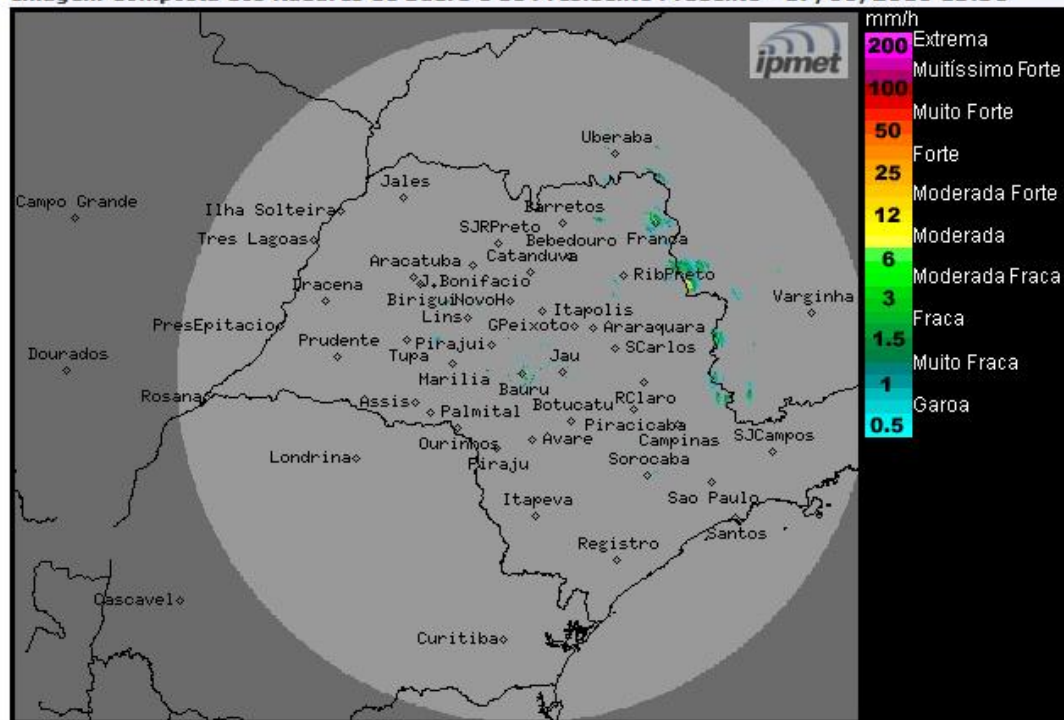 mm/h
ipmet
200 Extrema
Muitíssimo Forte
100
Muito Forte
50
Forte
25
Moderada Forte
12
Moderada
6
Moderada Fraca
3
Fraca
1.5
Muito Fraca
1
Garoa
0.5
Uberaba
Jales
Campo Grande
Ilha Solteira
Barretos
SJRPreto
Tres Lagoas
Bebedouro
Franca
Catanduva
Aracatuba
RibPreto
J.Bonifacio
Dracena
Birigui
NovoH
Varginha
Itapolis
Lins
GPeixoto
Araraquara
PresEpitacio
Prudente
Pirajui
SCarlos
Dourados
Tupa
Jau
Marilia
Bauru
Rosana
Assis
RClaro
Botucatu
Palmital
Piracicaba
Ourinhos
Avare
Campinas
SJCampos
Londrina
Piraju
Sorocaba
Itapeva
Sao Paulo
Santos
Registro
Cascavel
Curitiba